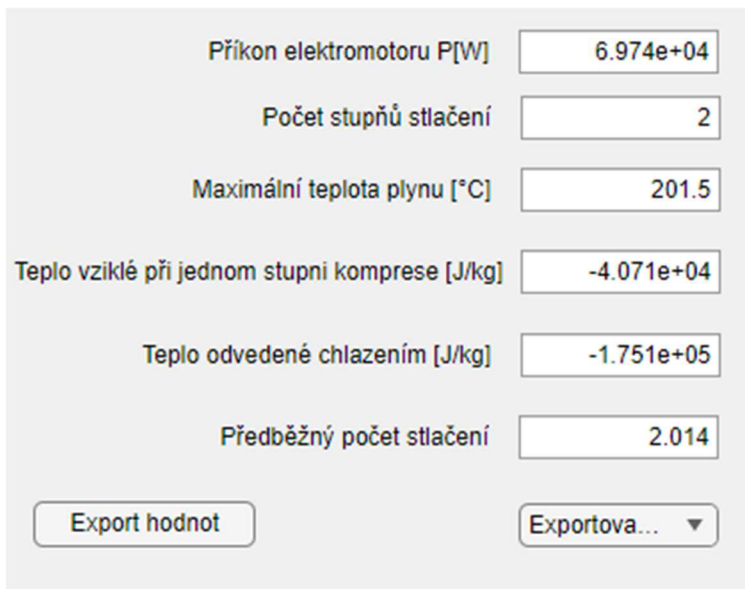 Příkon elektromotoru P[W] 6.974e+04
Počet stupňů stlačení 2
Maximální teplota plynu [°C] 201.5
Teplo vziklé při jednom stupni komprese [J/kg] -4.071e+04
Teplo odvedené chlazením [J/kg] -1.751e+05
Předběžný počet stlačení 2.014
Export hodnot Exportova...